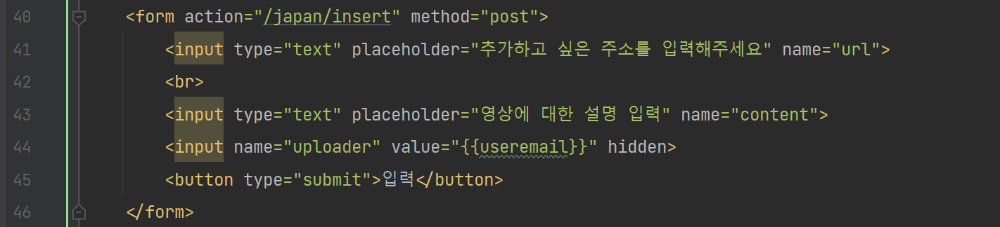 40 <form action="/japan/insert" method="post">
41 <input type="text" placeholder="추가하고 싶은 주소를 입력해주세요" name="url">
42 <br>
43 <input type="text" placeholder="영상에 대한 설명 입력" name="content">
44 <input name="uploader" value="{{useremail}}" hidden>
45 <button type="submit">입력</button>
46 </form>